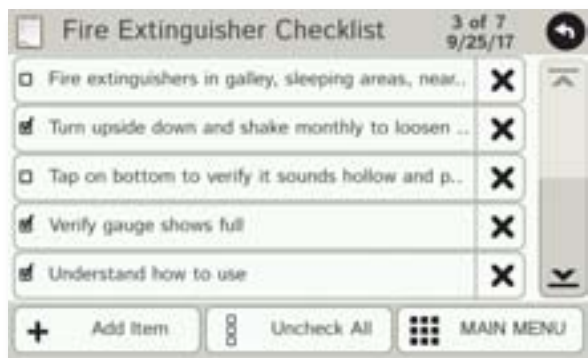 Fire Extinguisher Checklist
3 of 7
9/25/17
Fire extinguishers in galley, sleeping areas, near..
Turn upside down and shake monthly to loosen ..
Tap on bottom to verify it sounds hollow and p..
Verify gauge shows full
Understand how to use
Add Item
Uncheck All
MAIN MENU